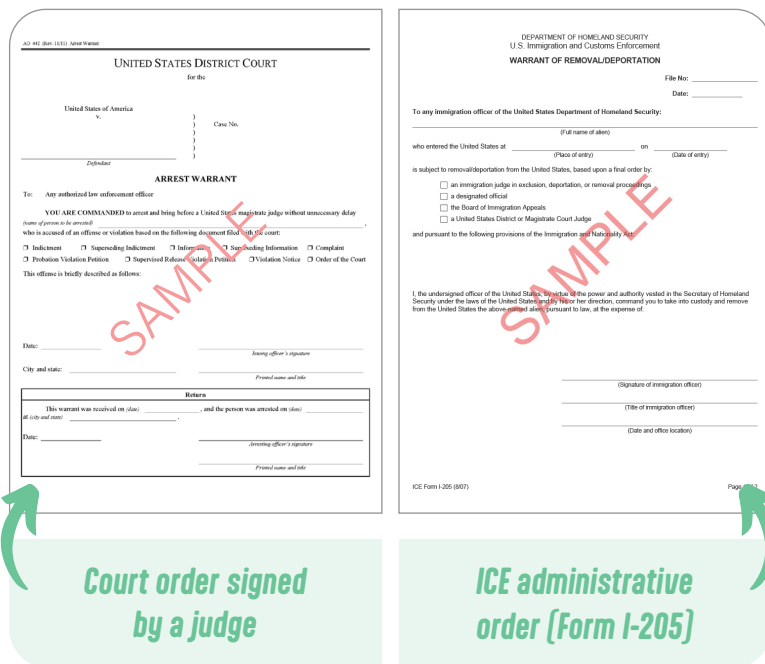 AO 442 (Rev. 11/11) Arrest Warrant
UNITED STATES DISTRICT COURT
for the
United States of America
v.
)
)
)
)
)
)
Case No.
Defendant
ARREST WARRANT
To: Any authorized law enforcement officer
YOU ARE COMMANDED to arrest and bring before a United States magistrate judge without unnecessary delay
(name of person to be arrested) ,
who is accused of an offense or violation based on the following document filed with the court:
☐ Indictment ☐ Superseding Indictment ☐ Information ☐ Superseding Information ☐ Complaint
☐ Probation Violation Petition ☐ Supervised Release Violation Petition ☐ Violation Notice ☐ Order of the Court
This offense is briefly described as follows:
SAMPLE
Date:
Issuing officer's signature
City and state:
Printed name and title
Return
This warrant was received on (date) , and the person was arrested on (date)
at (city and state) .
Date:
Arresting officer's signature
Printed name and title
Court order signed
by a judge
DEPARTMENT OF HOMELAND SECURITY
U.S. Immigration and Customs Enforcement
WARRANT OF REMOVAL/DEPORTATION
File No:
Date:
To any immigration officer of the United States Department of Homeland Security:
(Full name of alien)
who entered the United States at on
(Place of entry) (Date of entry)
is subject to removal/deportation from the United States, based upon a final order by:
☐ an immigration judge in exclusion, deportation, or removal proceedings
☐ a designated official
☐ the Board of Immigration Appeals
☐ a United States District or Magistrate Court Judge
and pursuant to the following provisions of the Immigration and Nationality Act:
SAMPLE
I, the undersigned officer of the United States, by virtue of the power and authority vested in the Secretary of Homeland
Security under the laws of the United States and by his or her direction, command you to take into custody and remove
from the United States the above-named alien, pursuant to law, at the expense of:
(Signature of immigration officer)
(Title of immigration officer)
(Date and office location)
ICE Form I-205 (8/07) Page
ICE administrative
order (Form I-205)